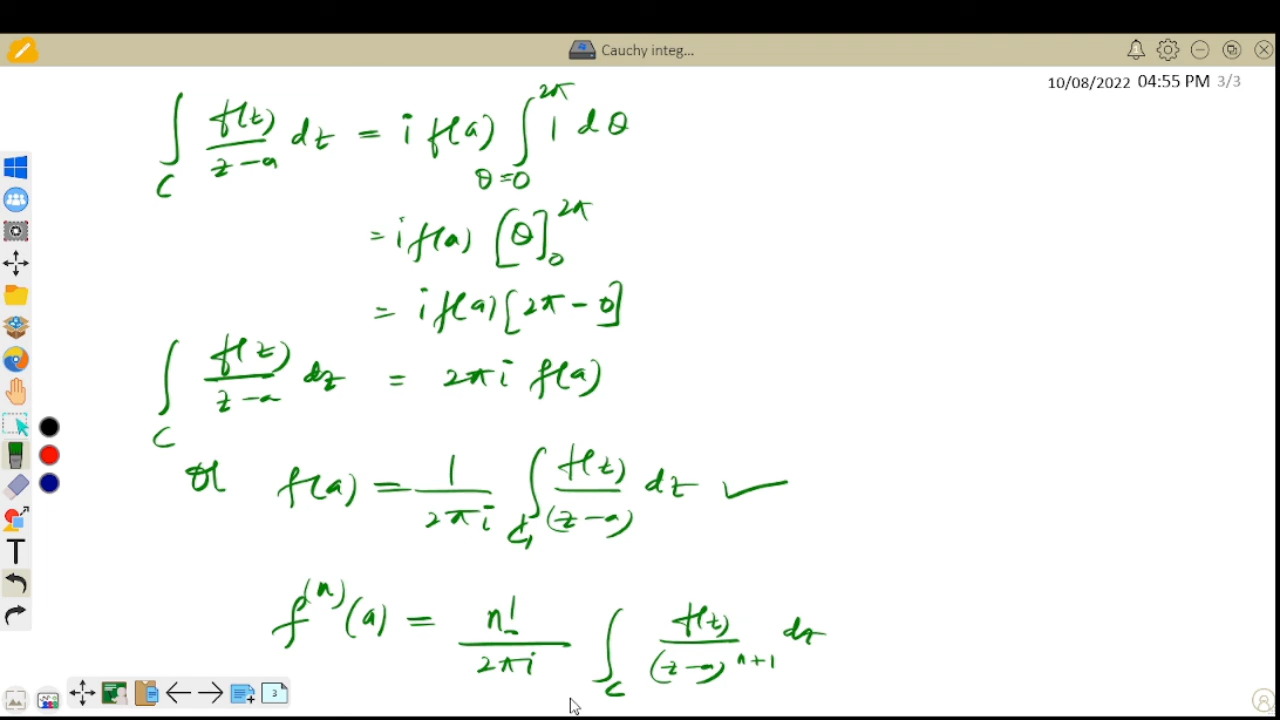 Cauchy integ...
10/08/2022 04:55 PM 3/3
∫_C f(z)/(z-a) dz = i f(a) ∫_{θ=0}^{2π} 1 dθ
= i f(a) [θ]_0^{2π}
= i f(a) [2π - 0]
∫_C f(z)/(z-a) dz = 2πi f(a)
or f(a) = 1/(2πi) ∫_C f(z)/(z-a) dz ✓
f^{(n)}(a) = n!/(2πi) ∫_C f(z)/(z-a)^{n+1} dz
T
3